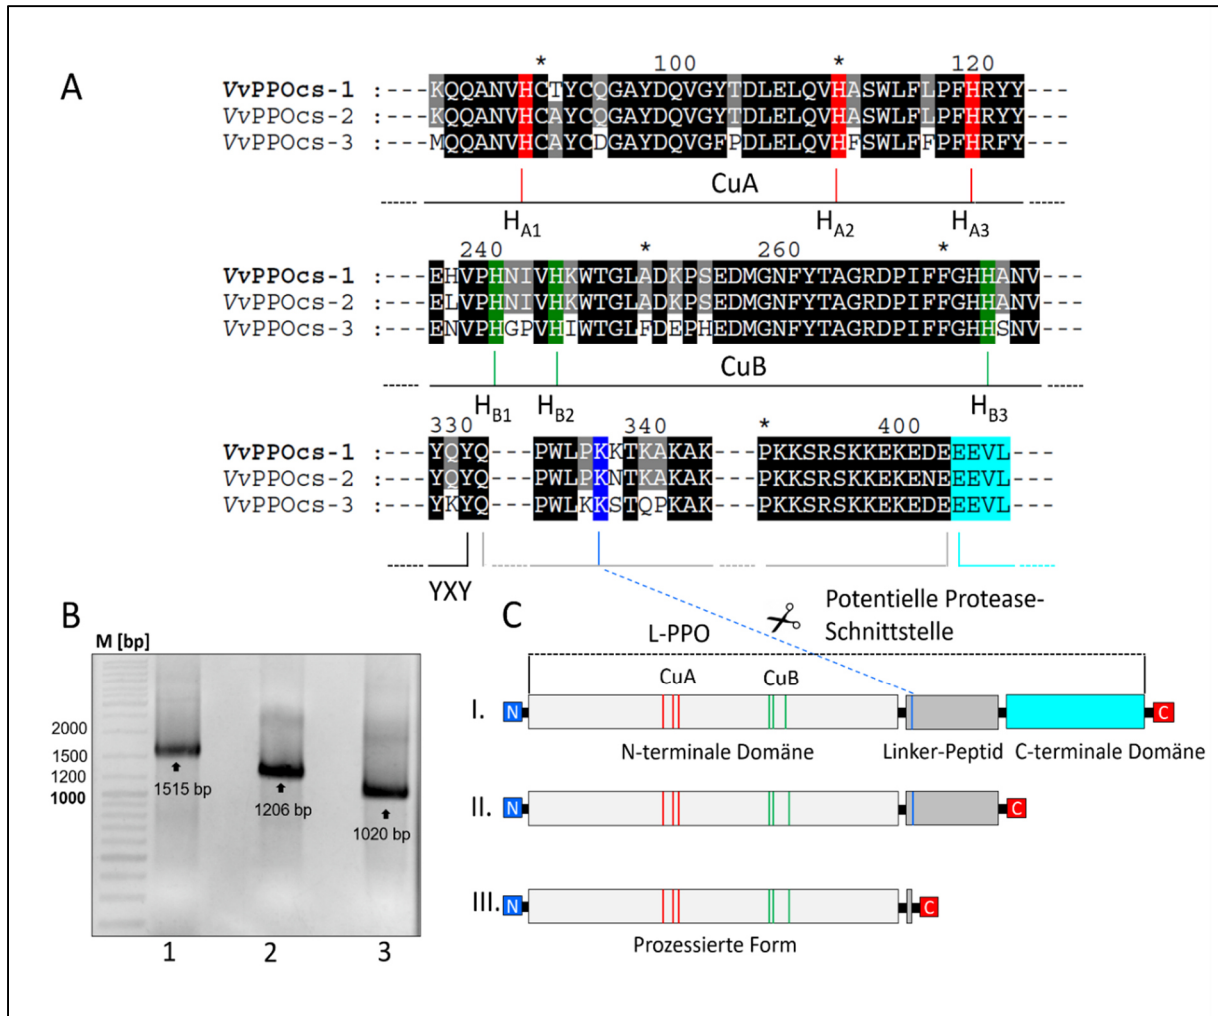 A
* 100 * 120
VvPPOcs-1 :---KQQANVHCTYCQGAYDQVGYTDLELQVHASWLFLPFHRYY---
VvPPOcs-2 :---KQQANVHCAYCQGAYDQVGYTDLELQVHASWLFLPFHRYY---
VvPPOcs-3 :---MQQANVHCAYCDGAYDQVGFPDLELQVHFSWLFFPFHRFY---
CuA
HA1 HA2 HA3
240 * 260 *
VvPPOcs-1 :---EHVPHNIVHKWTGLADKPSEDMGNFYTAGRDPIFFGHHANV---
VvPPOcs-2 :---ELVPHNIVHKWTGLADKPSEDMGNFYTAGRDPIFFGHHANV---
VvPPOcs-3 :---ENVPHGPVHIWTGLFDEPHEDMGNFYTAGRDPIFFGHHSNV---
CuB
HB1 HB2 HB3
330 340 * 400
VvPPOcs-1 :---YQYQ---PWLPKKTKAKAK---PKKSRSKKEKEDEEEVL---
VvPPOcs-2 :---YQYQ---PWLPKNTKAKAK---PKKSRSKKEKENEEEVL---
VvPPOcs-3 :---YKYQ---PWLKKSTQPKAK---PKKSRSKKEKEDEEEVL---
YXY
B
M [bp]
2000
1500
1200
1000
1515 bp
1206 bp
1020 bp
1 2 3
C
Potentielle Protease-
Schnittstelle
L-PPO
CuA CuB
I. N C
N-terminale Domäne Linker-Peptid C-terminale Domäne
II. N C
III. N C
Prozessierte Form